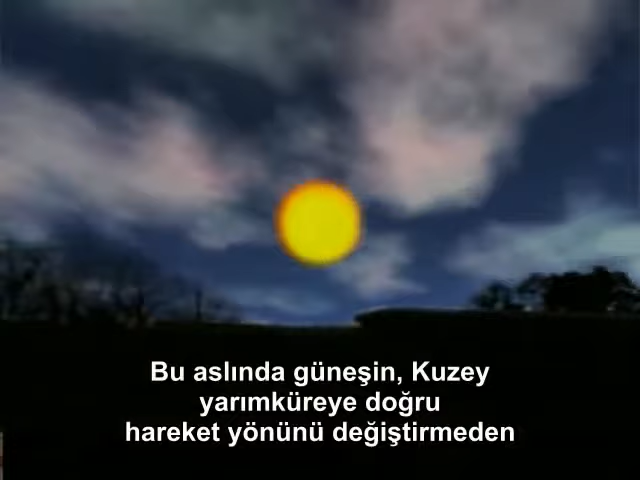 Bu aslında güneşin, Kuzey
yarımküreye doğru
hareket yönünü değiştirmeden